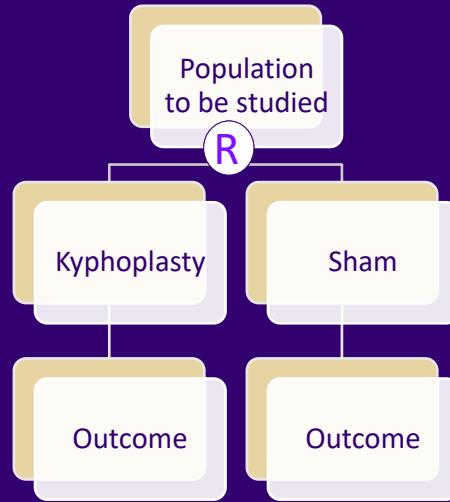 Population
to be studied
R
Kyphoplasty
Sham
Outcome
Outcome